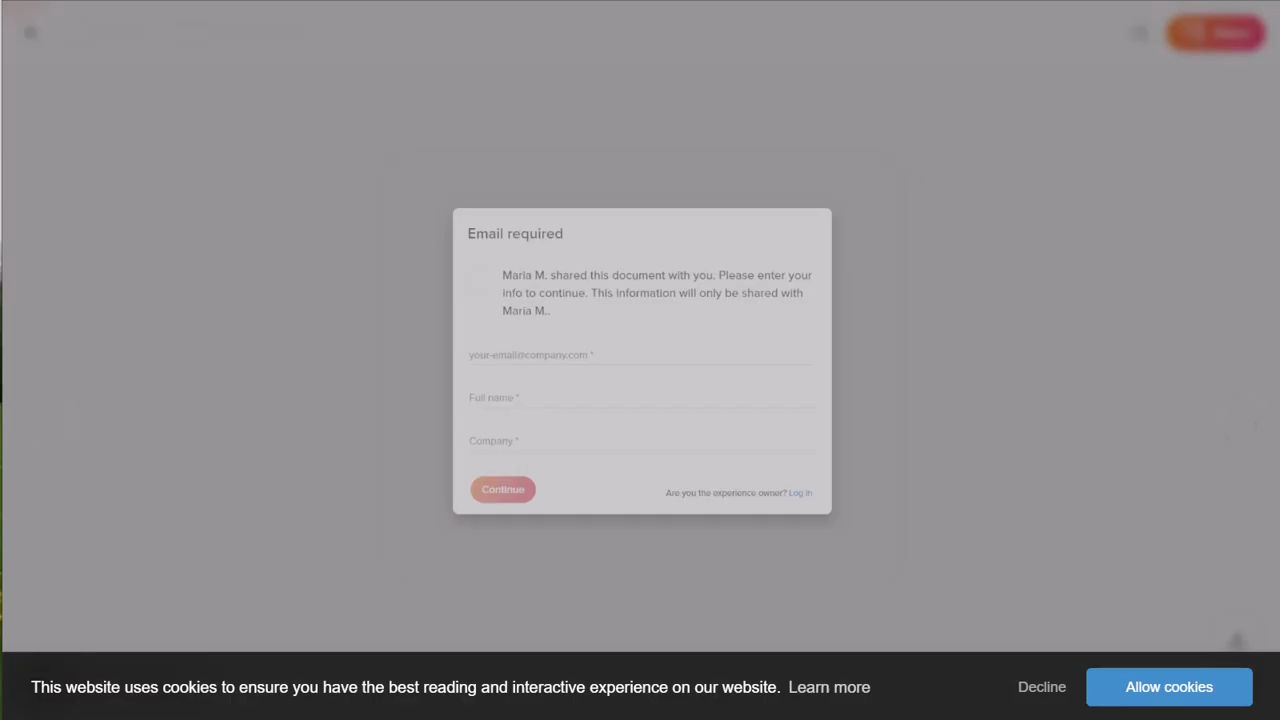 Email required
Maria M. shared this document with you. Please enter your
info to continue. This information will only be shared with
Maria M..
your-email@company.com *
Full name *
Company *
Continue
Are you the experience owner? Log in
This website uses cookies to ensure you have the best reading and interactive experience on our website. Learn more
Decline
Allow cookies